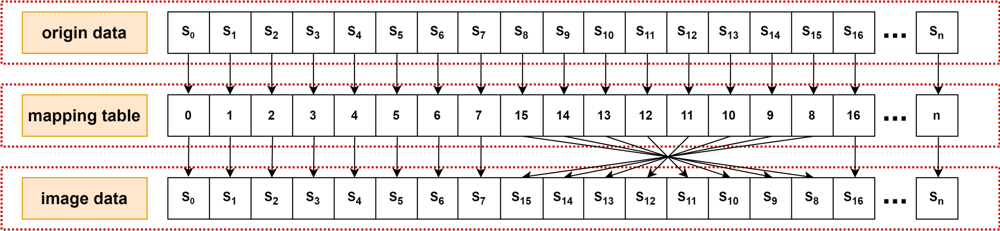 origin data S₀ S₁ S₂ S₃ S₄ S₅ S₆ S₇ S₈ S₉ S₁₀ S₁₁ S₁₂ S₁₃ S₁₄ S₁₅ S₁₆ ... Sₙ
mapping table 0 1 2 3 4 5 6 7 15 14 13 12 11 10 9 8 16 ... n
image data S₀ S₁ S₂ S₃ S₄ S₅ S₆ S₇ S₁₅ S₁₄ S₁₃ S₁₂ S₁₁ S₁₀ S₉ S₈ S₁₆ ... Sₙ